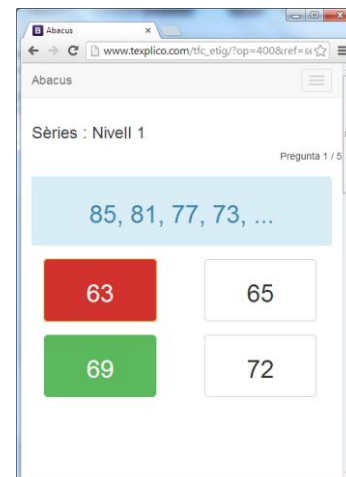 Abacus
www.texplico.com/tfc_etig/?op=400&ref=se
Abacus
Sèries : Nivell 1
Pregunta 1 / 5
85, 81, 77, 73, ...
63 65
69 72